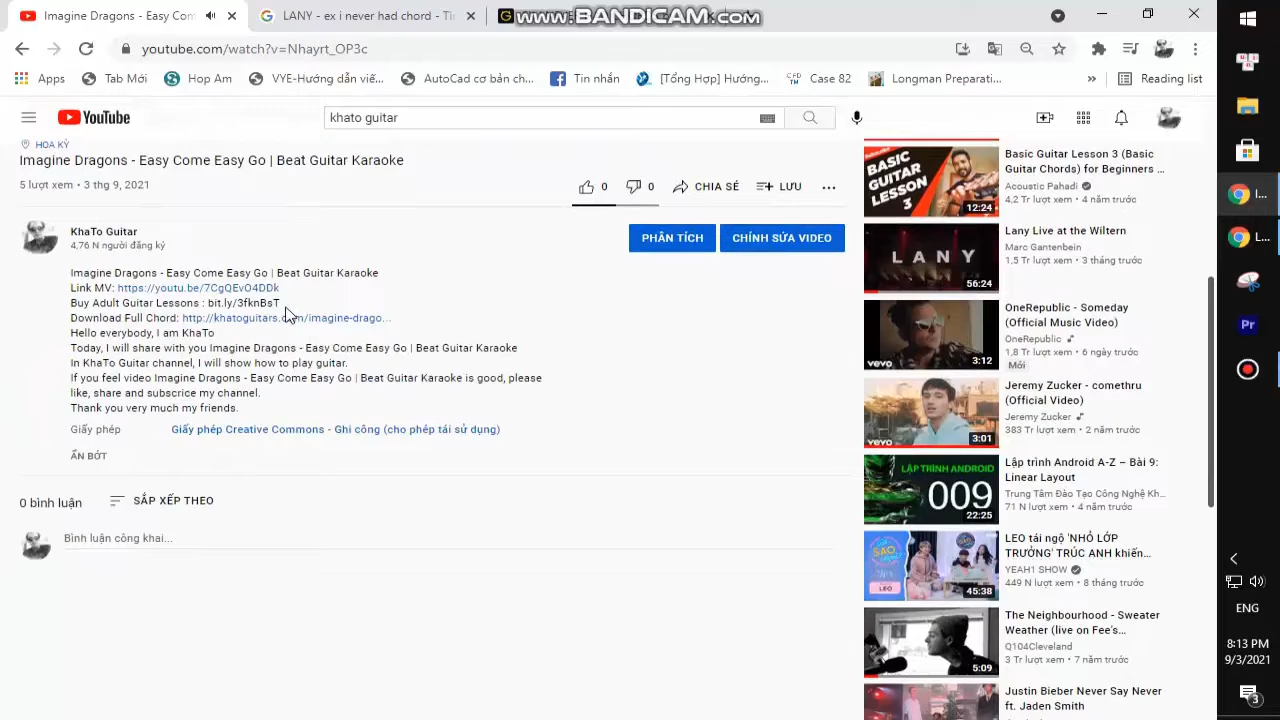 Imagine Dragons - Easy Com
LANY - ex i never had chord - T
www.BANDICAM.com
youtube.com/watch?v=Nhayrt_OP3c
Apps
Tab Mới
Hop Am
VYE-Hướng dẫn viế...
AutoCad cơ bản ch...
Tin nhắn
[Tổng Hợp] Hướng...
Case 82
Longman Preparati...
»
Reading list
YouTube
khato guitar
HOA KỲ
Imagine Dragons - Easy Come Easy Go | Beat Guitar Karaoke
5 lượt xem • 3 thg 9, 2021
0
0
CHIA SẺ
LƯU
KhaTo Guitar
4,76 N người đăng ký
PHÂN TÍCH
CHỈNH SỬA VIDEO
Imagine Dragons - Easy Come Easy Go | Beat Guitar Karaoke
Link MV: https://youtu.be/7CgQEvO4DDk
Buy Adult Guitar Lessons : bit.ly/3fknBsT
Download Full Chord: http://khatoguitars.c /imagine-drago...
Hello everybody, I am KhaTo
Today, I will share with you Imagine Dragons - Easy Come Easy Go | Beat Guitar Karaoke
In KhaTo Guitar channel, I will show how to play guitar.
If you feel video Imagine Dragons - Easy Come Easy Go | Beat Guitar Karaoke is good, please
like, share and subscrice my channel.
Thank you very much my friends.
Giấy phép
Giấy phép Creative Commons - Ghi công (cho phép tái sử dụng)
ẨN BỚT
0 bình luận
SẮP XẾP THEO
Bình luận công khai...
BASIC
GUITAR
LESSON
3
12:24
Basic Guitar Lesson 3 (Basic
Guitar Chords) for Beginners ...
Acoustic Pahadi
4,2 Tr lượt xem • 4 năm trước
LANY
56:24
Lany Live at the Wiltern
Marc Gantenbein
1,5 Tr lượt xem • 3 tháng trước
vevo
3:12
OneRepublic - Someday
(Official Music Video)
OneRepublic
1,8 Tr lượt xem • 6 ngày trước
Mới
vevo
3:01
Jeremy Zucker - comethru
(Official Video)
Jeremy Zucker
383 Tr lượt xem • 2 năm trước
LẬP TRÌNH ANDROID
009
22:25
Lập trình Android A-Z – Bài 9:
Linear Layout
Trung Tâm Đào Tạo Công Nghệ Kh...
71 N lượt xem • 4 năm trước
SAO
LEO
45:38
LEO tái ngộ 'NHỎ LỚP
TRƯỞNG' TRÚC ANH khiến...
YEAH1 SHOW
449 N lượt xem • 8 tháng trước
5:09
The Neighbourhood - Sweater
Weather (live on Fee's...
Q104Cleveland
3 Tr lượt xem • 7 năm trước
Justin Bieber Never Say Never
ft. Jaden Smith
I...
L...
Pr
ENG
8:13 PM
9/3/2021
3